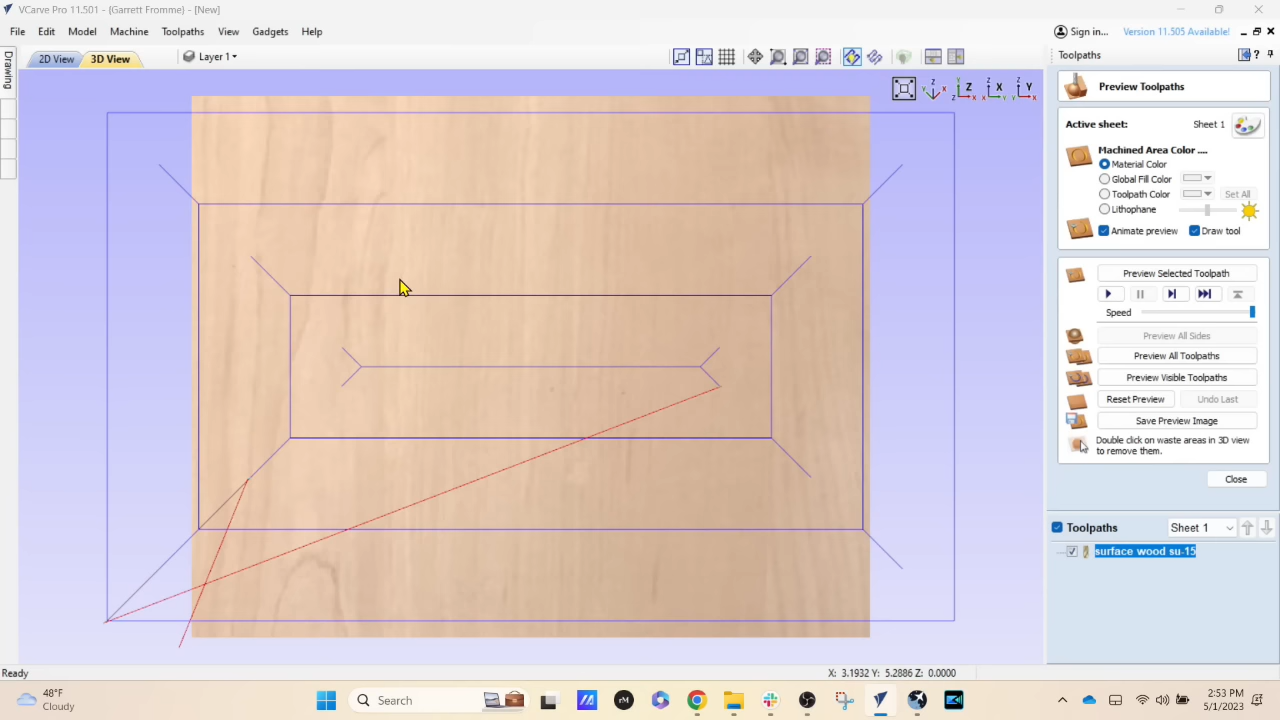 VCarve Pro 11.501 - {Garrett Fromme} - [New]
File Edit Model Machine Toolpaths View Gadgets Help
Sign in... Version 11.505 Available!
Drawing
2D View 3D View Layer 1
Toolpaths
Z X Y
Y X Z
Z Y X
Z X Y
Preview Toolpaths
Active sheet: Sheet 1
Machined Area Color ....
Material Color
Global Fill Color
Toolpath Color Set All
Lithophane
Animate preview Draw tool
Preview Selected Toolpath
Speed
Preview All Sides
Preview All Toolpaths
Preview Visible Toolpaths
Reset Preview Undo Last
Save Preview Image
Double click on waste areas in 3D view
to remove them.
Close
Toolpaths Sheet 1
surface wood su-15
Ready X: 3.1932 Y: 5.2886 Z: 0.0000
48°F
Cloudy
Search
rM
2:53 PM
5/1/2023